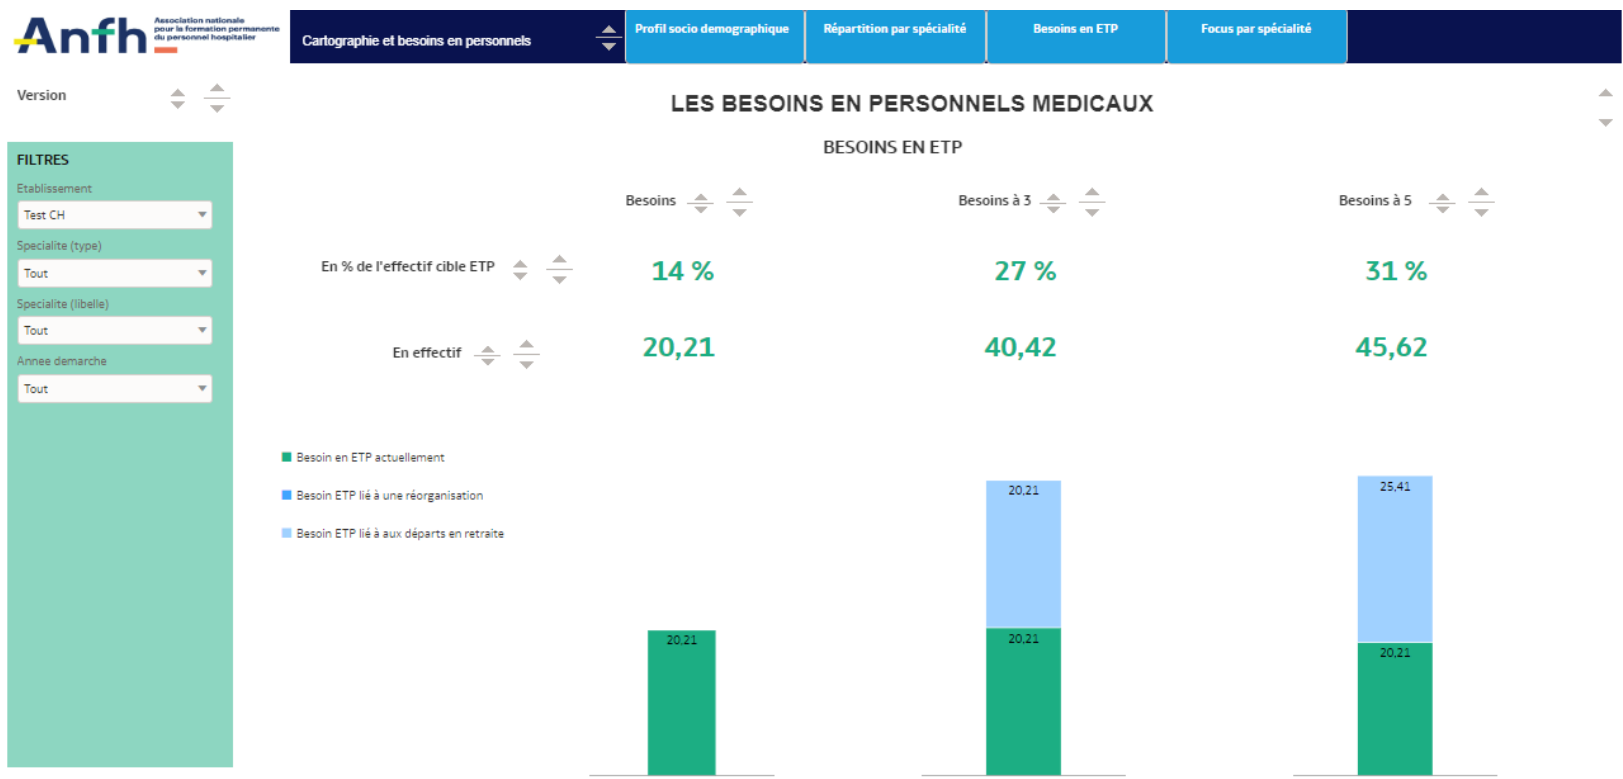 Anfh
Association nationale
pour la formation permanente
du personnel hospitalier
Cartographie et besoins en personnels
Profil socio demographique
Répartition par spécialité
Besoins en ETP
Focus par spécialité
Version
LES BESOINS EN PERSONNELS MEDICAUX
BESOINS EN ETP
FILTRES
Etablissement
Test CH
Specialite (type)
Tout
Specialite (libelle)
Tout
Annee demarche
Tout
Besoins
Besoins à 3
Besoins à 5
En % de l'effectif cible ETP
14 %
27 %
31 %
En effectif
20,21
40,42
45,62
Besoin en ETP actuellement
Besoin ETP lié à une réorganisation
Besoin ETP lié à aux départs en retraite
20,21
20,21
20,21
25,41
20,21